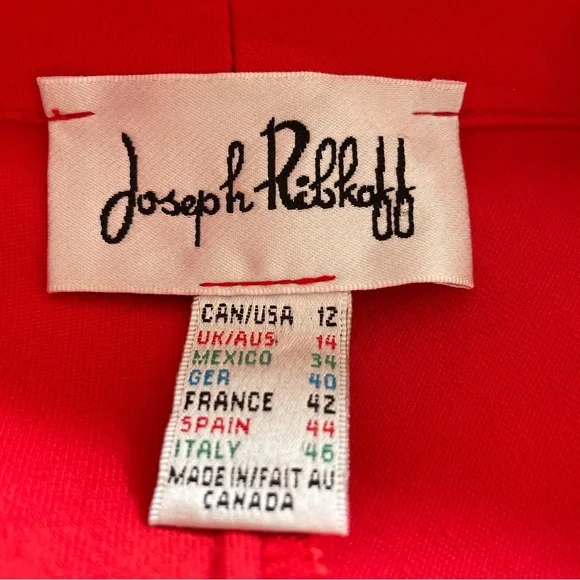 Joseph Ribkoff
CAN/USA 12
UK/AUS 14
MEXICO 34
GER 40
FRANCE 42
SPAIN 44
ITALY 46
MADE IN/FAIT AU
CANADA